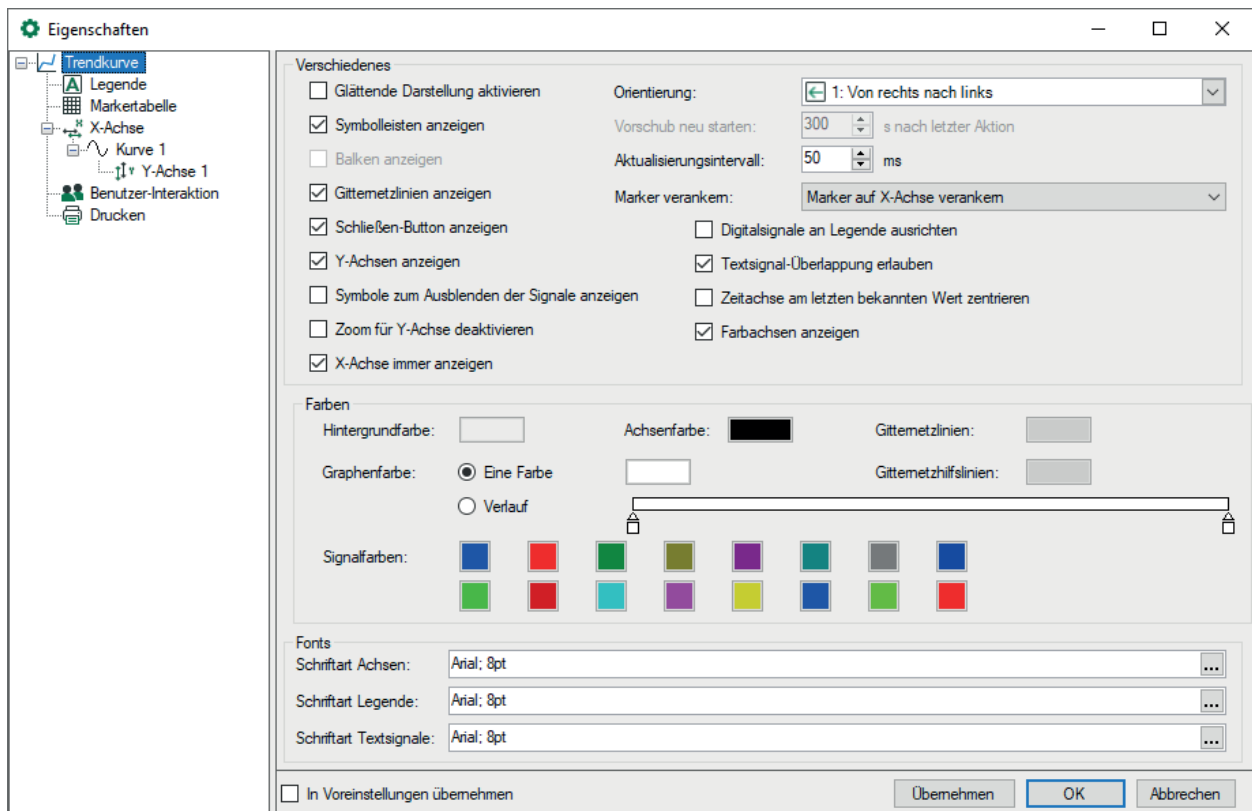 Eigenschaften
Trendkurve
Legende
Markertabelle
X-Achse
Kurve 1
Y-Achse 1
Benutzer-Interaktion
Drucken
Verschiedenes
Glättende Darstellung aktivieren
Orientierung: 1: Von rechts nach links
Symbolleisten anzeigen
Vorschub neu starten: 300 s nach letzter Aktion
Balken anzeigen
Aktualisierungsintervall: 50 ms
Gitternetzlinien anzeigen
Marker verankern: Marker auf X-Achse verankern
Schließen-Button anzeigen
Digitalsignale an Legende ausrichten
Y-Achsen anzeigen
Textsignal-Überlappung erlauben
Symbole zum Ausblenden der Signale anzeigen
Zeitachse am letzten bekannten Wert zentrieren
Zoom für Y-Achse deaktivieren
Farbachsen anzeigen
X-Achse immer anzeigen
Farben
Hintergrundfarbe: Achsenfarbe: Gitternetzlinien:
Graphenfarbe: Eine Farbe Gitternetzhilfslinien:
Verlauf
Signalfarben:
Fonts
Schriftart Achsen: Arial; 8pt ...
Schriftart Legende: Arial; 8pt ...
Schriftart Textsignale: Arial; 8pt ...
In Voreinstellungen übernehmen
Übernehmen OK Abbrechen